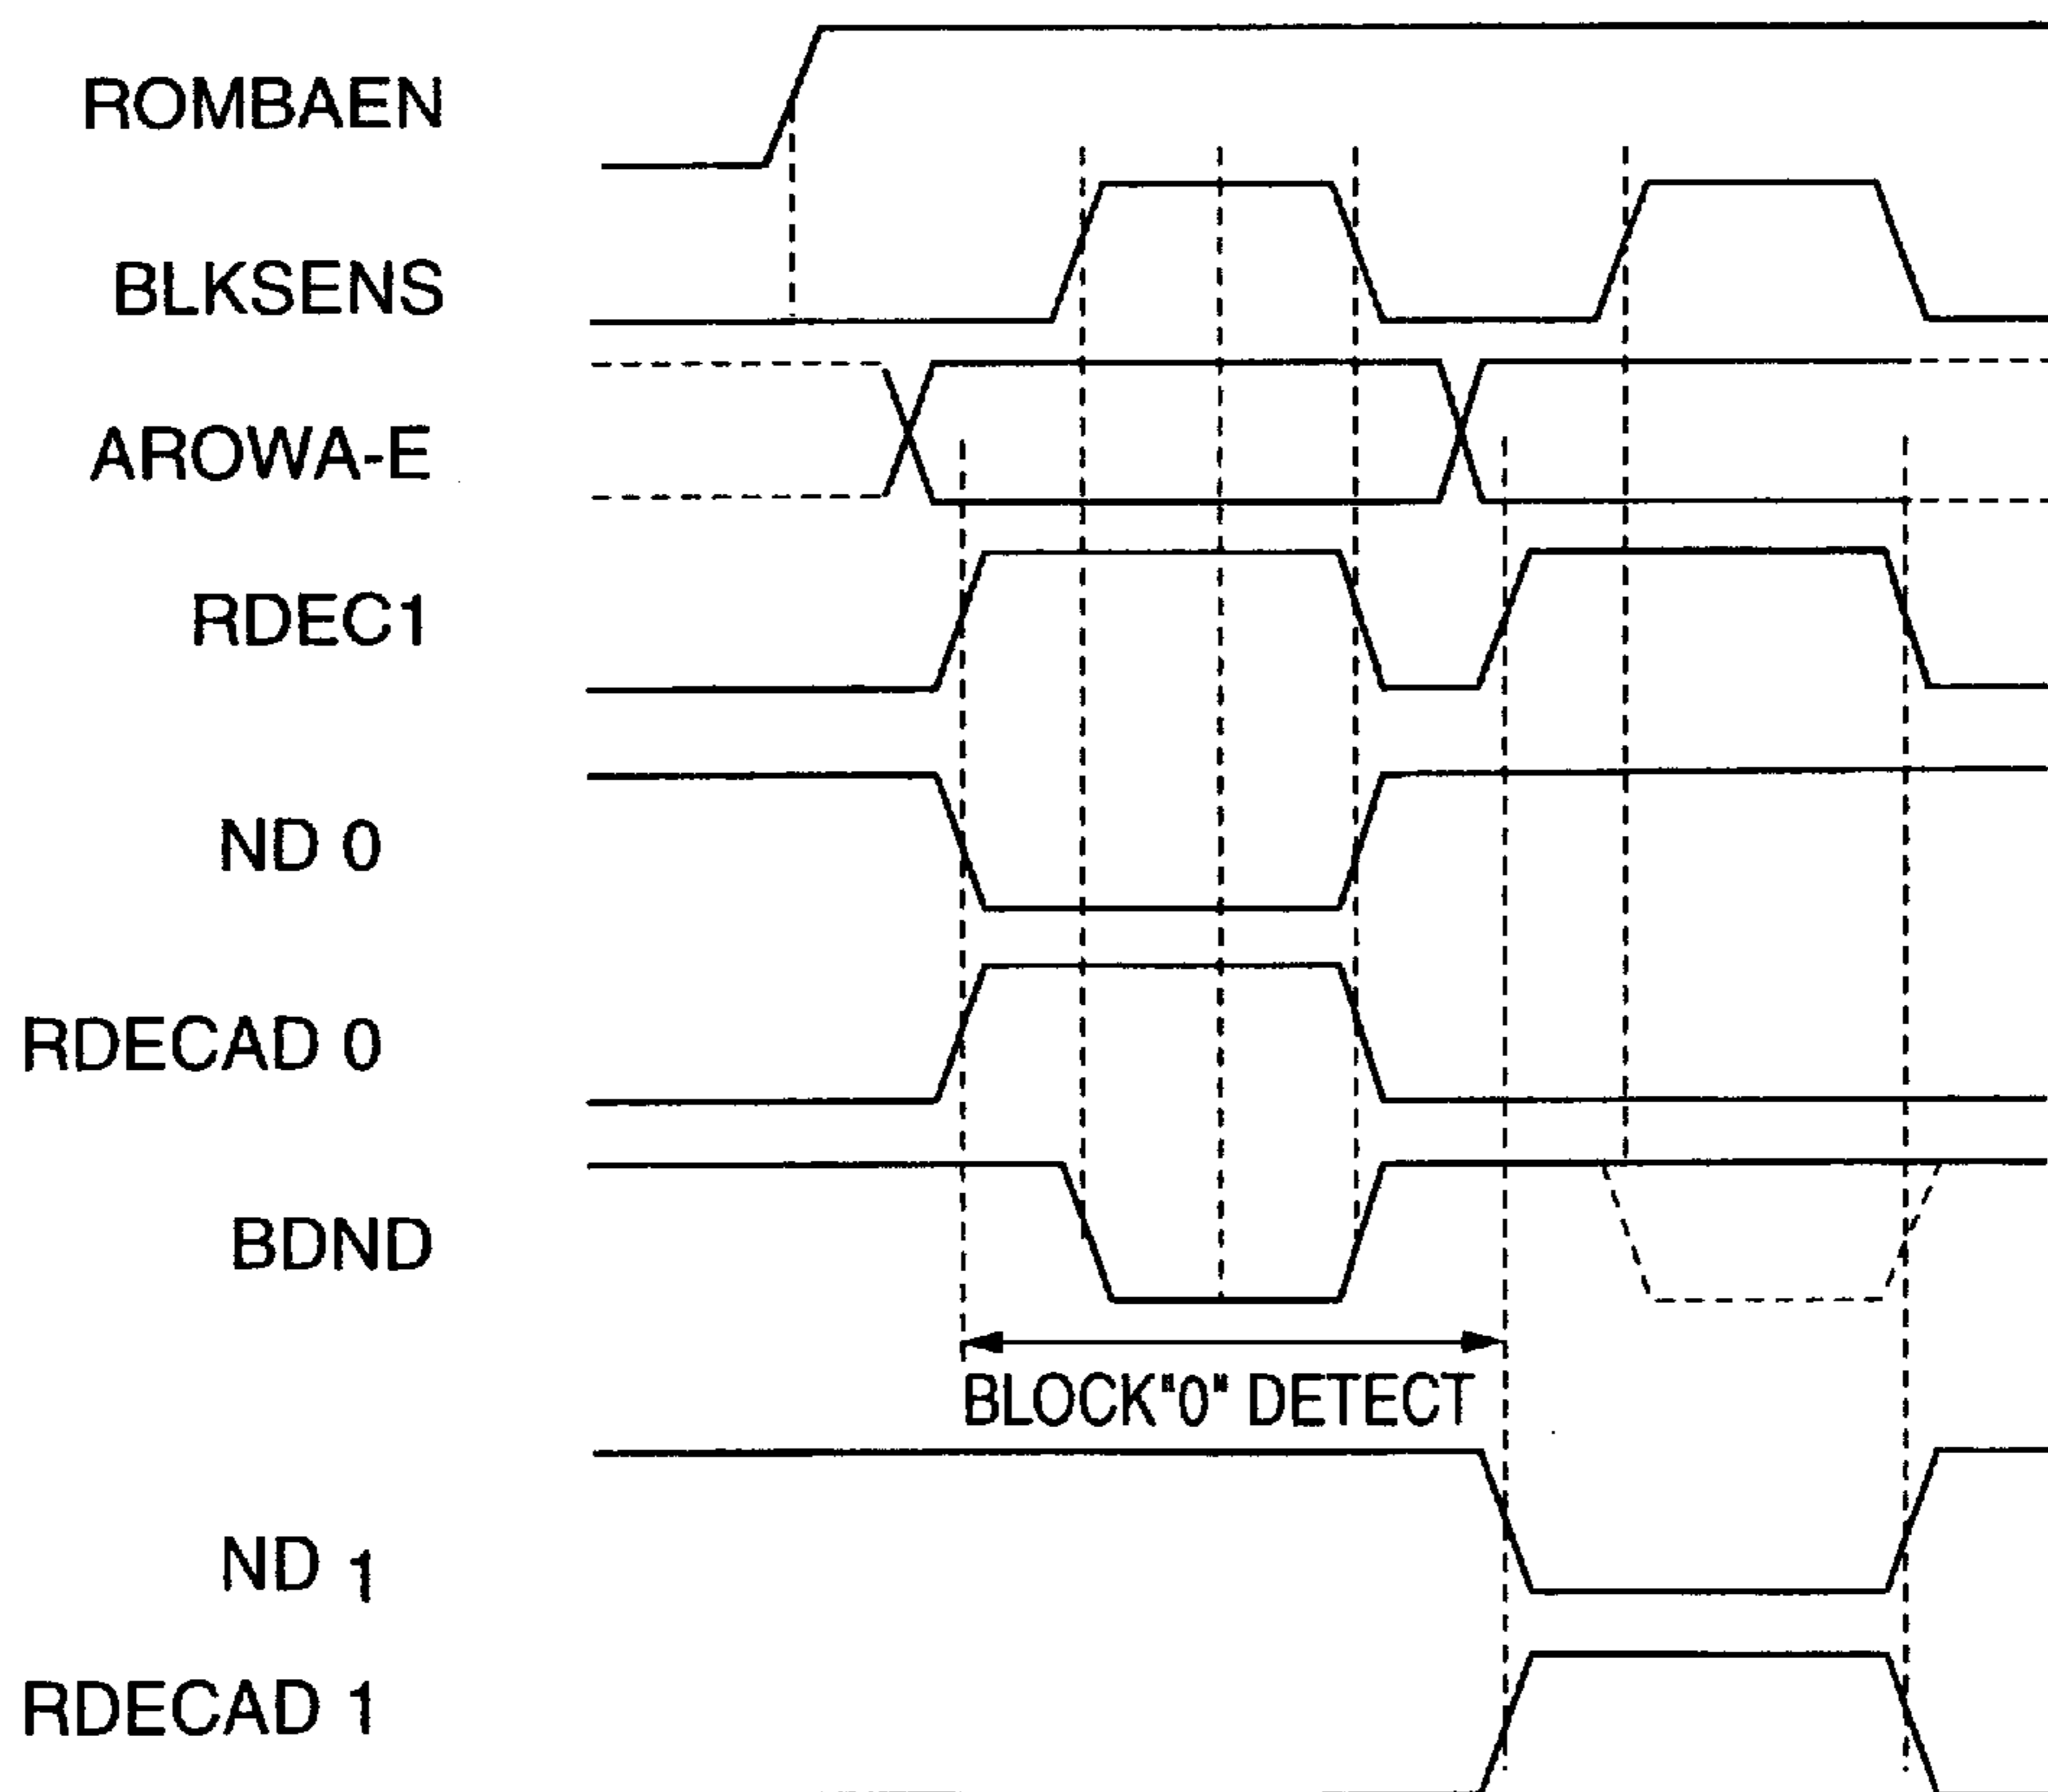 ROMBAEN
BLKSENS
AROWA-E
RDEC1
ND 0
RDECAD 0
BDND
BLOCK"0" DETECT
ND 1
RDECAD 1